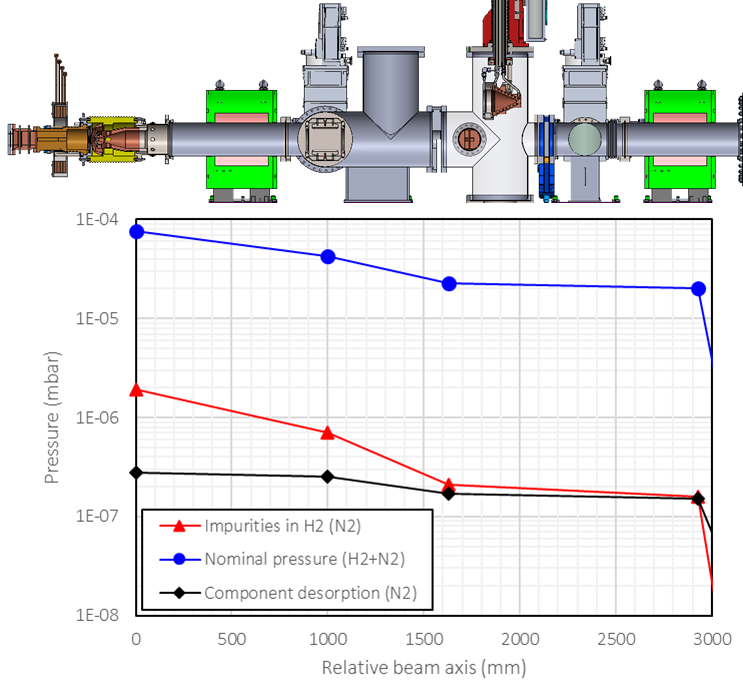 1E-04
1E-05
1E-06
1E-07
1E-08
Pressure (mbar)
Impurities in H2 (N2)
Nominal pressure (H2+N2)
Component desorption (N2)
0 500 1000 1500 2000 2500 3000
Relative beam axis (mm)